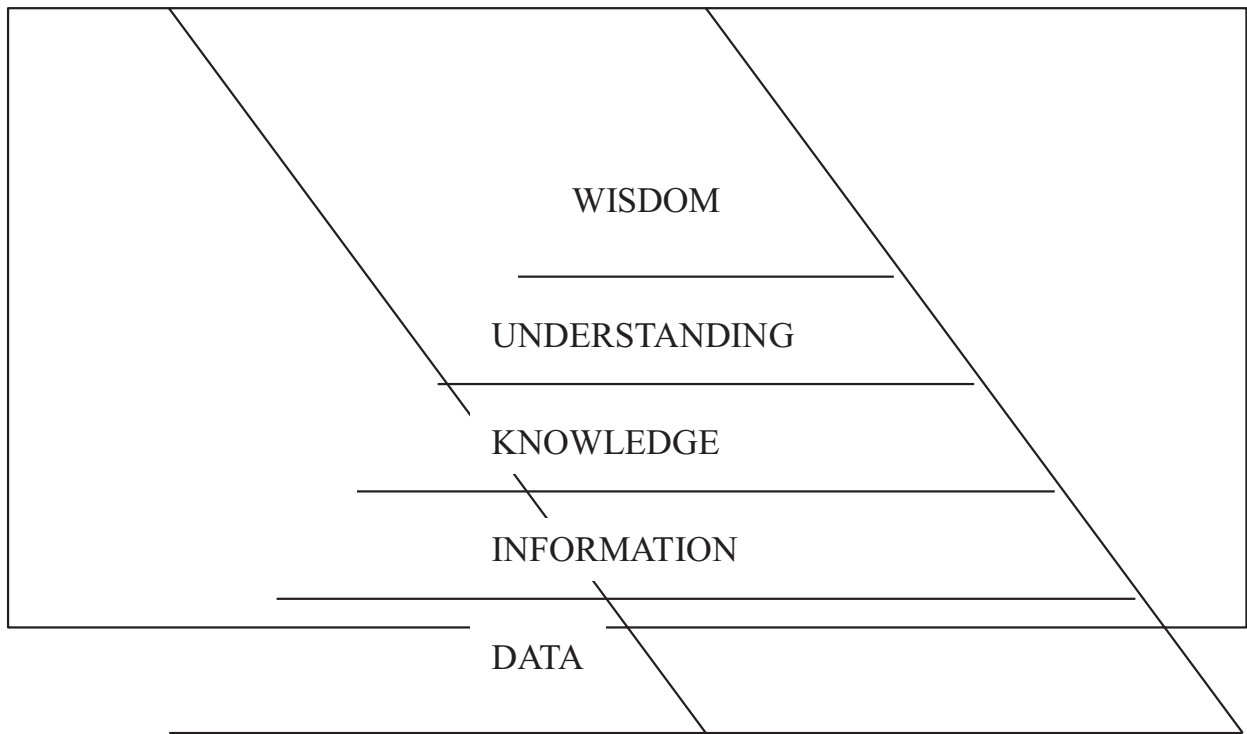 WISDOM
UNDERSTANDING
KNOWLEDGE
INFORMATION
DATA